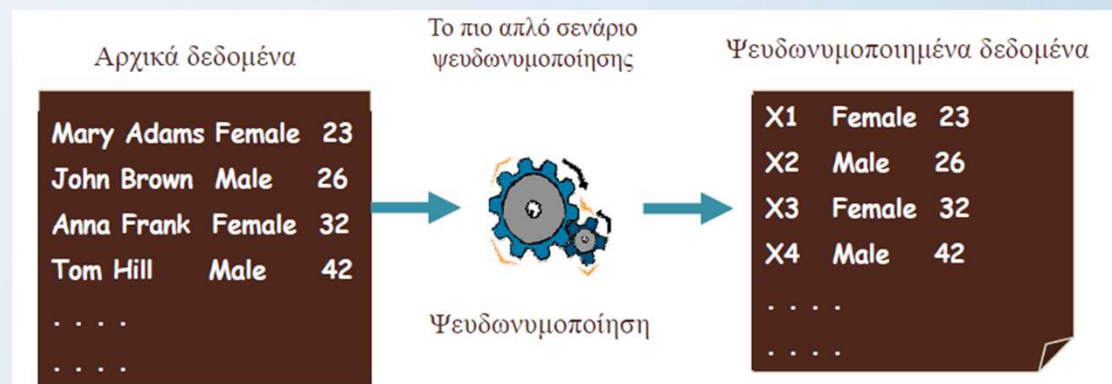 Αρχικά δεδομένα
Mary Adams Female 23
John Brown Male 26
Anna Frank Female 32
Tom Hill Male 42
. . . .
. . . .
Το πιο απλό σενάριο
ψευδωνυμοποίησης
Ψευδωνυμοποίηση
Ψευδωνυμοποιημένα δεδομένα
X1 Female 23
X2 Male 26
X3 Female 32
X4 Male 42
. . . .
. . . .